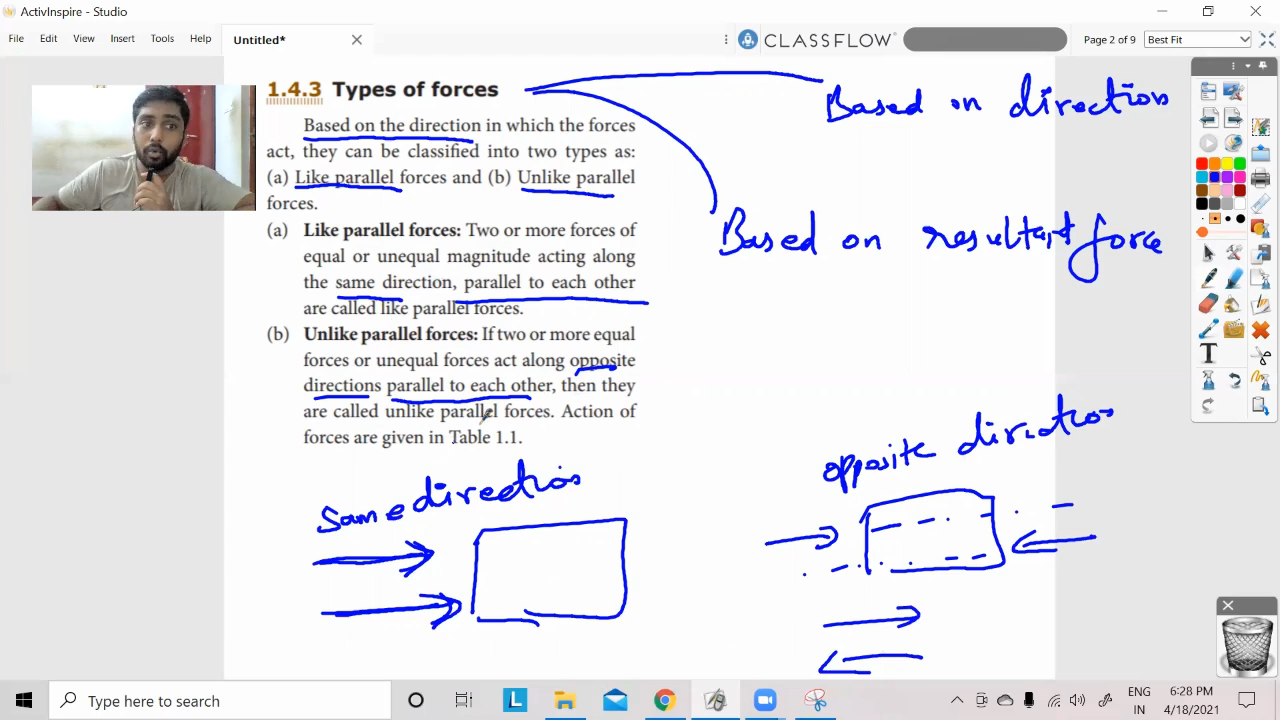 ActivInspire - Studio
File Edit View Insert Tools Help Untitled* CLASSFLOW Page 2 of 9 Best Fit
1.4.3 Types of forces
Based on the direction in which the forces
act, they can be classified into two types as:
(a) Like parallel forces and (b) Unlike parallel
forces.
(a) Like parallel forces: Two or more forces of
equal or unequal magnitude acting along
the same direction, parallel to each other
are called like parallel forces.
(b) Unlike parallel forces: If two or more equal
forces or unequal forces act along opposite
directions parallel to each other, then they
are called unlike parallel forces. Action of
forces are given in Table 1.1.
Based on direction
Based on resultant force
same direction
opposite direction
Type here to search
ENG
IN
6:28 PM
4/18/2021